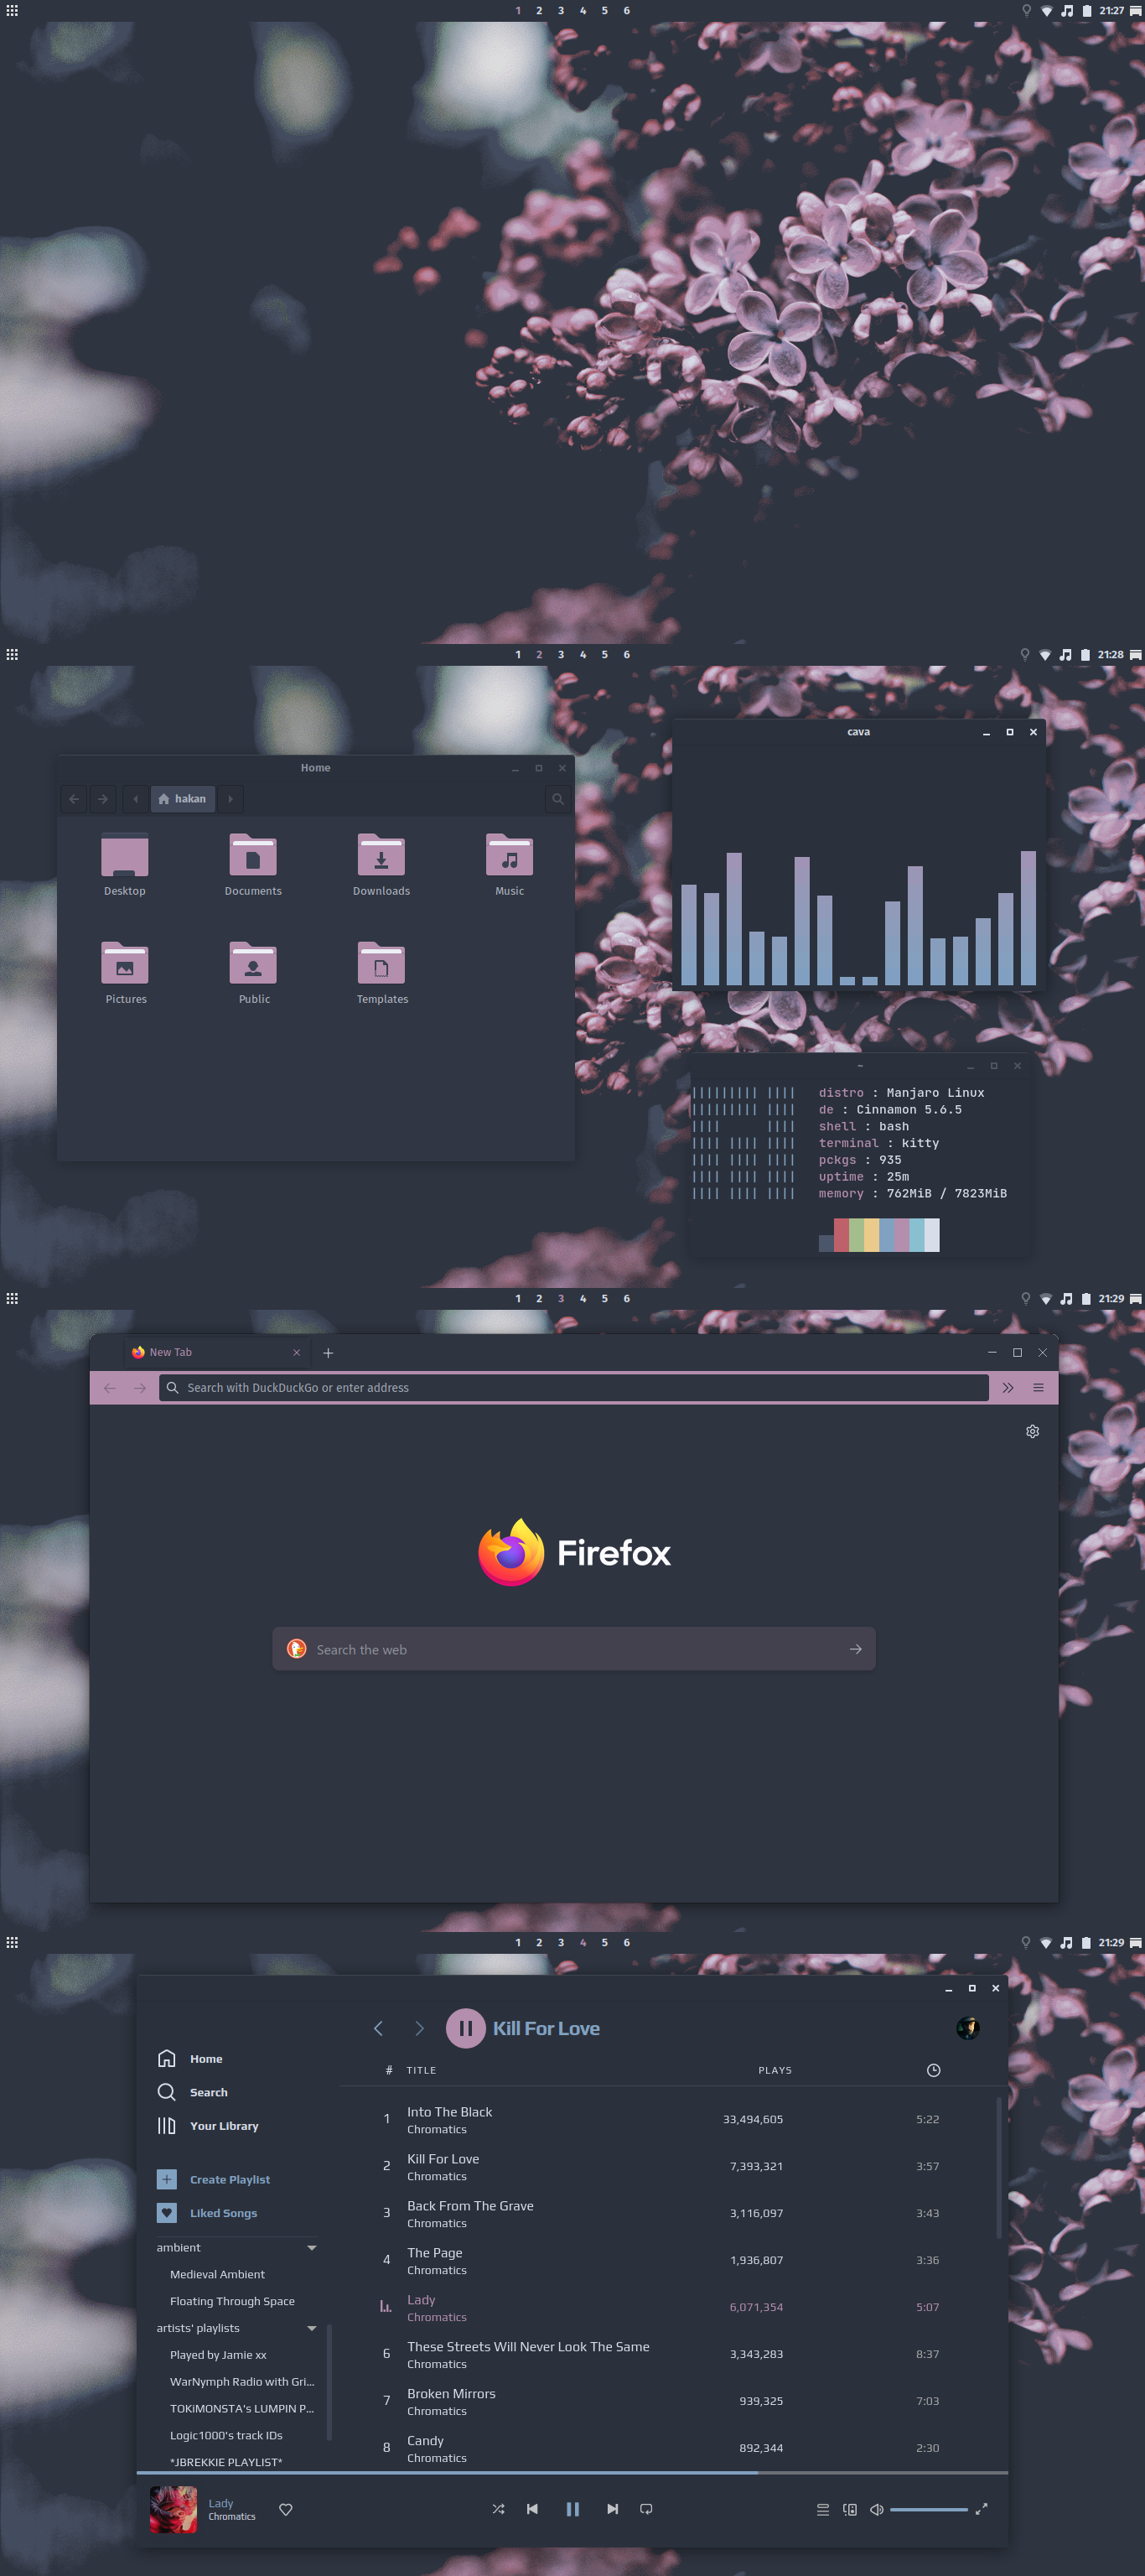 1 2 3 4 5 6
21:27
1 2 3 4 5 6
21:28
Home
hakan
Desktop
Documents
Downloads
Music
Pictures
Public
Templates
cava
~
distro : Manjaro Linux
de : Cinnamon 5.6.5
shell : bash
terminal : kitty
pckgs : 935
uptime : 25m
memory : 762MiB / 7823MiB
1 2 3 4 5 6
21:29
New Tab
Search with DuckDuckGo or enter address
Firefox
Search the web
1 2 3 4 5 6
21:29
Home
Search
Your Library
Create Playlist
Liked Songs
ambient
Medieval Ambient
Floating Through Space
artists' playlists
Played by Jamie xx
WarNymph Radio with Gri...
TOKiMONSTA's LUMPIN P...
Logic1000's track IDs
*JBREKKIE PLAYLIST*
Kill For Love
# TITLE PLAYS
1 Into The Black 33,494,605 5:22
Chromatics
2 Kill For Love 7,393,321 3:57
Chromatics
3 Back From The Grave 3,116,097 3:43
Chromatics
4 The Page 1,936,807 3:36
Chromatics
Lady 6,071,354 5:07
Chromatics
6 These Streets Will Never Look The Same 3,343,283 8:37
Chromatics
7 Broken Mirrors 939,325 7:03
Chromatics
8 Candy 892,344 2:30
Chromatics
Lady
Chromatics